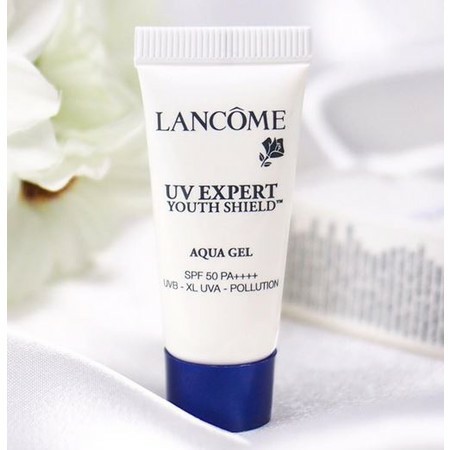 LANCÔME
UV EXPERT
YOUTH SHIELD™
AQUA GEL
SPF 50 PA++++
UVB - XL UVA - POLLUTION